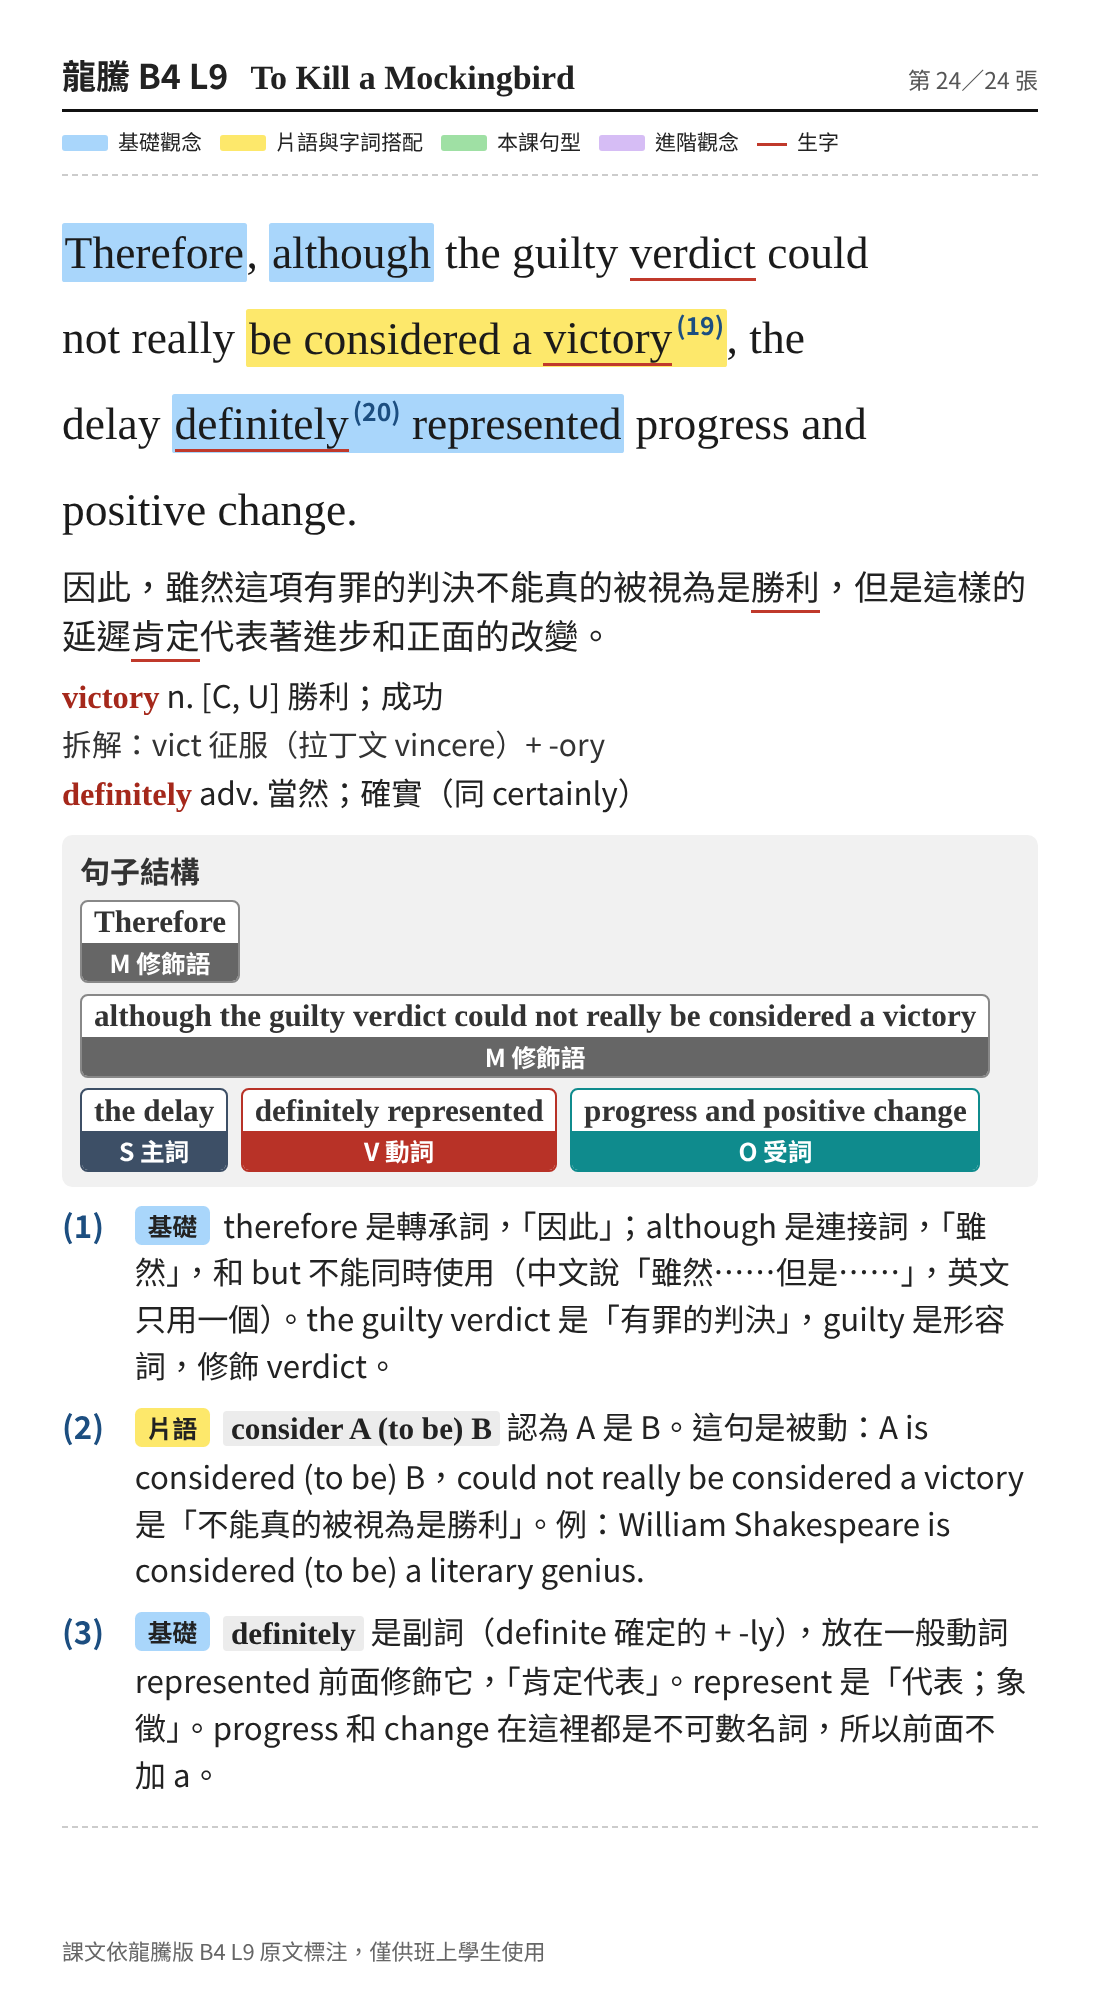 龍騰 B4 L9 To Kill a Mockingbird
第 24／24 張
基礎觀念 片語與字詞搭配 本課句型 進階觀念 生字
Therefore, although the guilty verdict could
not really be considered a victory(19), the
delay definitely(20) represented progress and
positive change.
因此，雖然這項有罪的判決不能真的被視為是勝利，但是這樣的
延遲肯定代表著進步和正面的改變。
victory n. [C, U] 勝利；成功
拆解：vict 征服（拉丁文 vincere）+ -ory
definitely adv. 當然；確實（同 certainly）
句子結構
Therefore
M 修飾語
although the guilty verdict could not really be considered a victory
M 修飾語
the delay definitely represented progress and positive change
S 主詞 V 動詞 O 受詞
(1) 基礎 therefore 是轉承詞，「因此」；although 是連接詞，「雖
然」，和 but 不能同時使用（中文說「雖然……但是……」，英文
只用一個）。the guilty verdict 是「有罪的判決」，guilty 是形容
詞，修飾 verdict。
(2) 片語 consider A (to be) B 認為 A 是 B。這句是被動：A is
considered (to be) B，could not really be considered a victory
是「不能真的被視為是勝利」。例：William Shakespeare is
considered (to be) a literary genius.
(3) 基礎 definitely 是副詞（definite 確定的 + -ly），放在一般動詞
represented 前面修飾它，「肯定代表」。represent 是「代表；象
徵」。progress 和 change 在這裡都是不可數名詞，所以前面不
加 a。
課文依龍騰版 B4 L9 原文標注，僅供班上學生使用